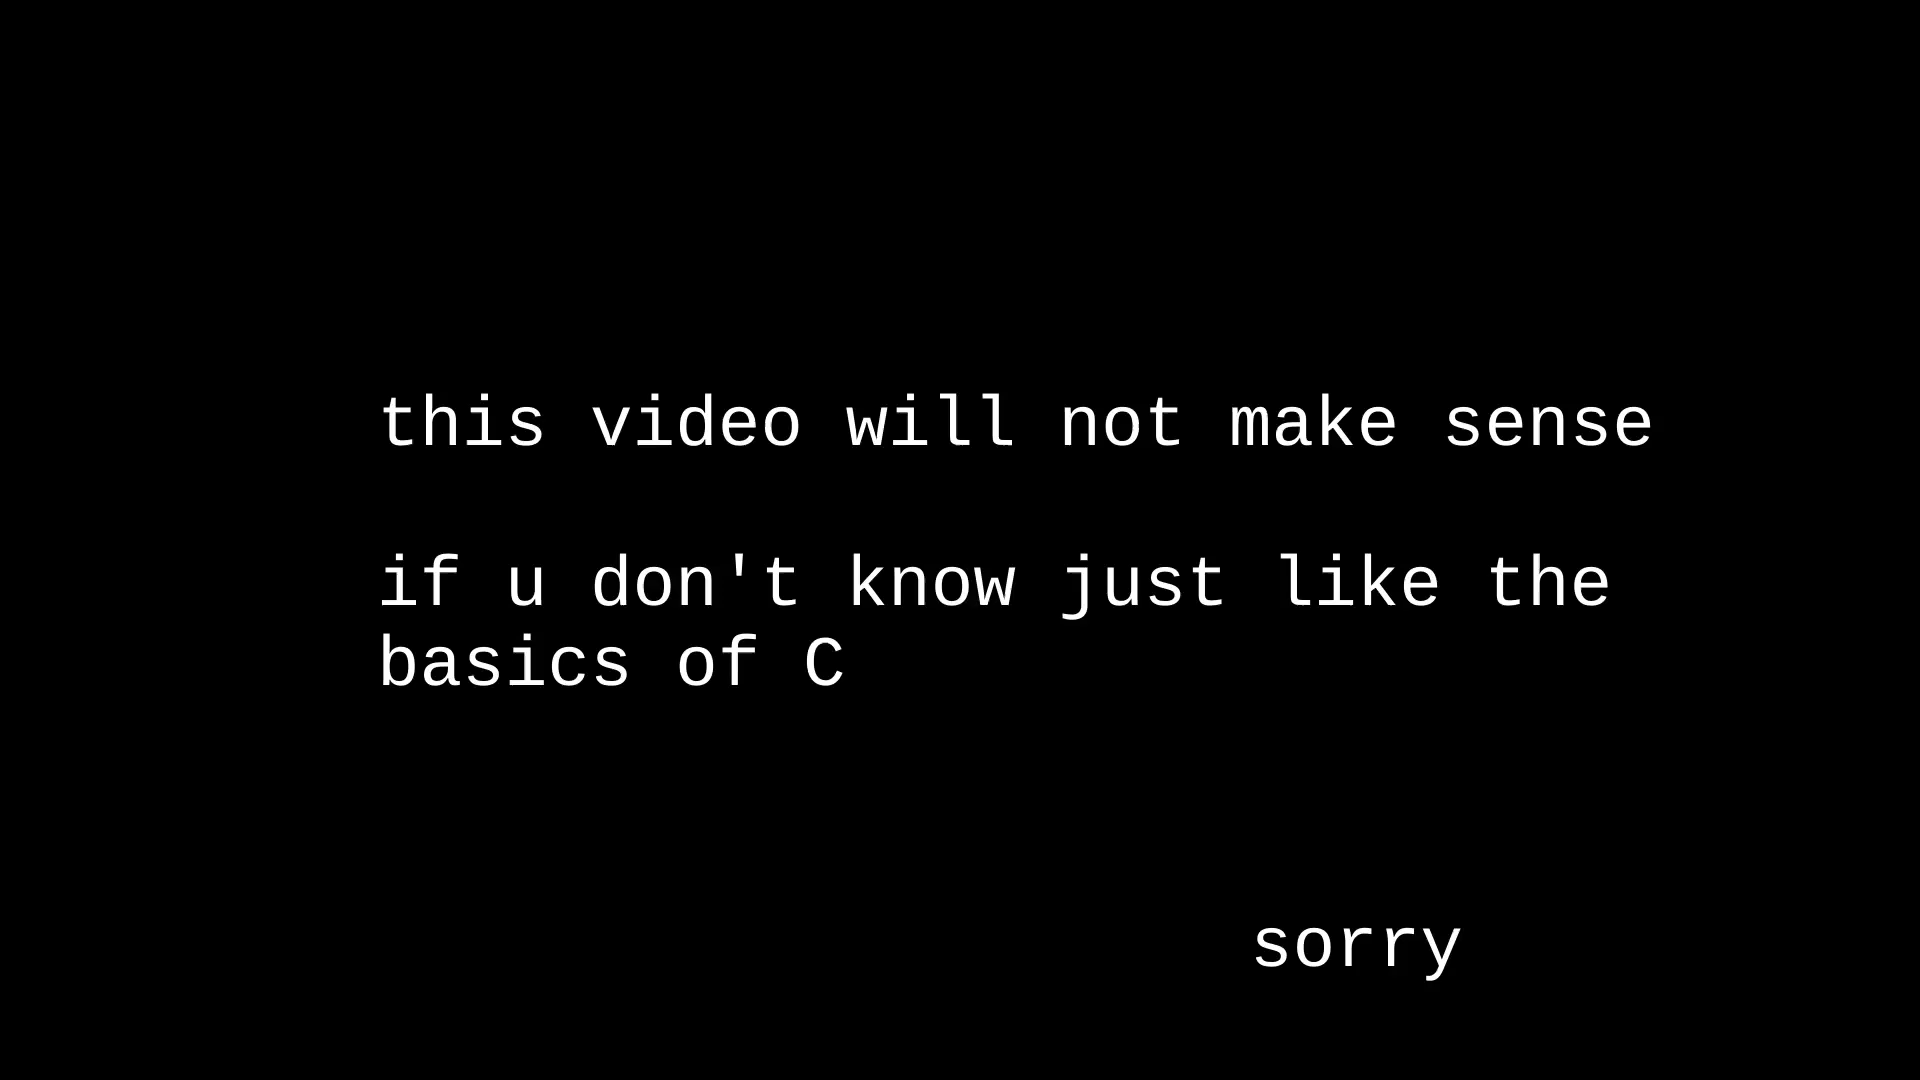 this video will not make sense
if u don't know just like the
basics of C
sorry